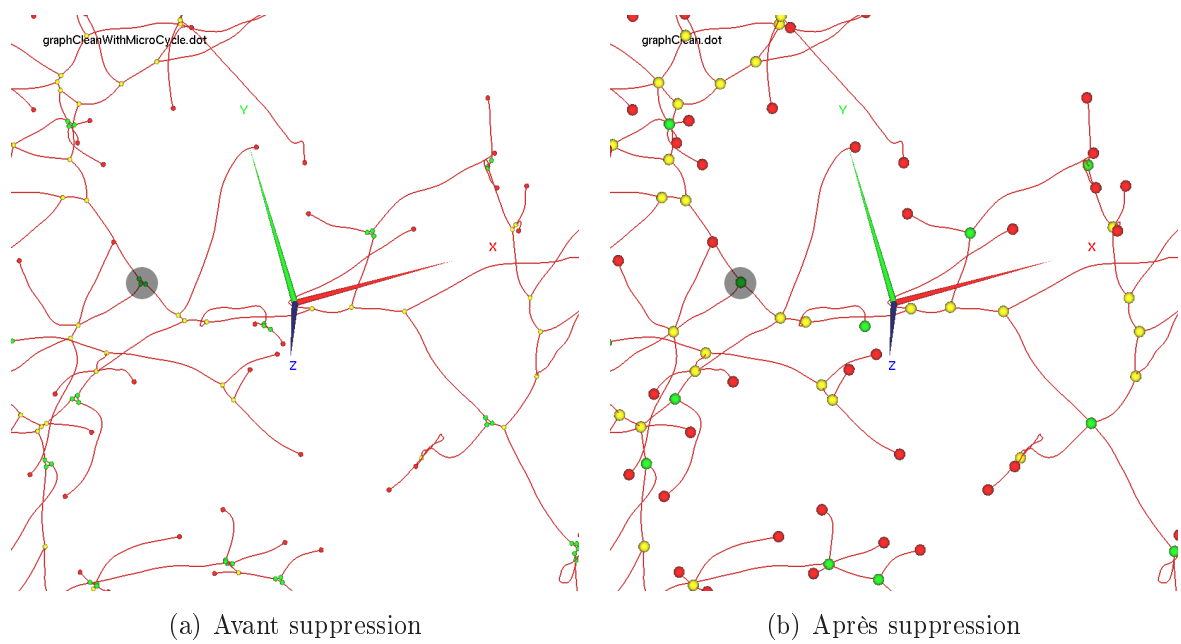 graphCleanWithMicroCycle.dot
Y
X
Z
graphClean.dot
Y
X
Z
(a) Avant suppression
(b) Après suppression